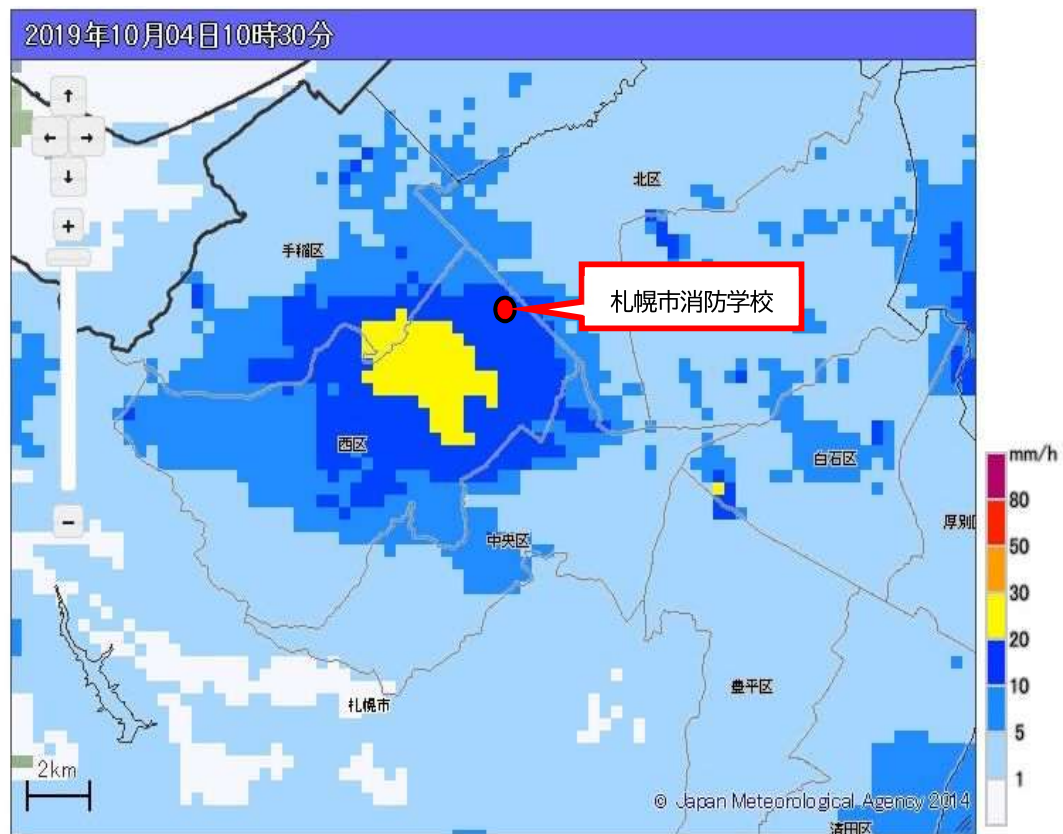 2019年10月04日10時30分
↑
← →
↓
+
北区
手稲区
札幌市消防学校
西区
白石区
mm/h
80
−
厚別区
中央区
50
30
20
豊平区
10
札幌市
5
2km
1
© Japan Meteorological Agency 2014
清田区